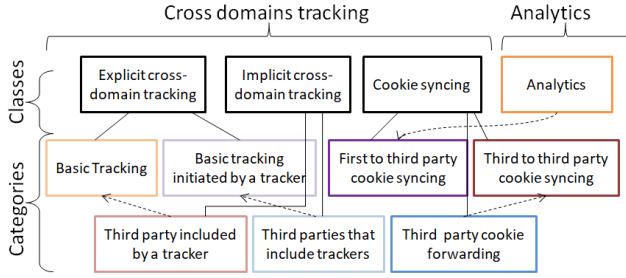 Cross domains tracking
Analytics
Classes
Explicit cross-
domain tracking
Implicit cross-
domain tracking
Cookie syncing
Analytics
Categories
Basic Tracking
Basic tracking
initiated by a tracker
First to third party
cookie syncing
Third to third party
cookie syncing
Third party included
by a tracker
Third parties that
include trackers
Third party cookie
forwarding